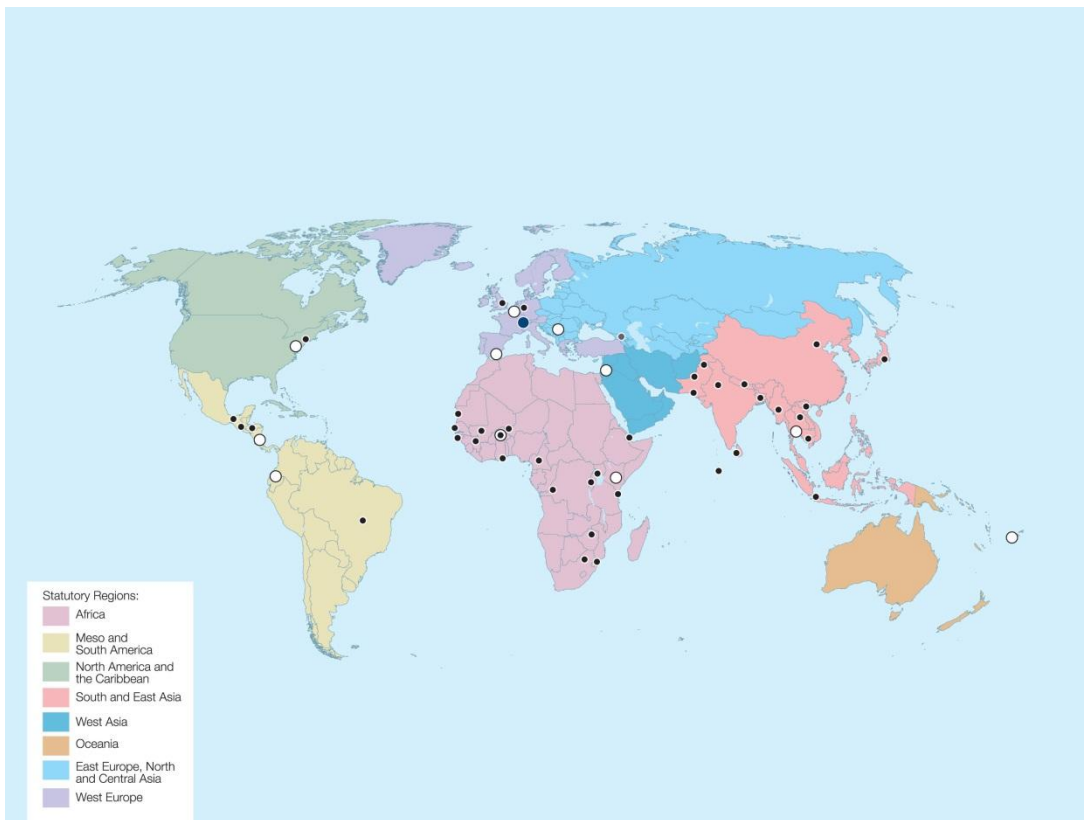 Statutory Regions:
Africa
Meso and
South America
North America and
the Caribbean
South and East Asia
West Asia
Oceania
East Europe, North
and Central Asia
West Europe